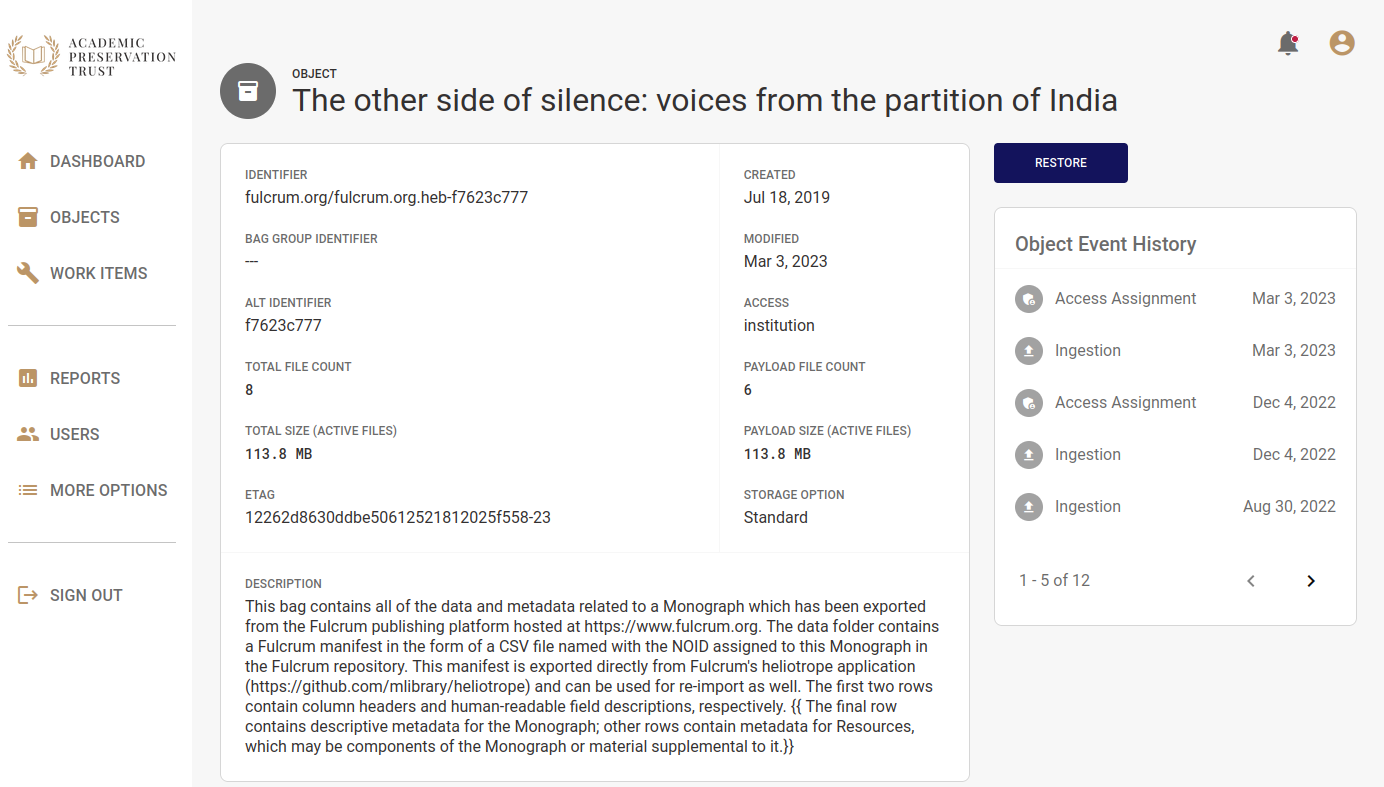 ACADEMIC
PRESERVATION
TRUST
DASHBOARD
OBJECTS
WORK ITEMS
REPORTS
USERS
MORE OPTIONS
SIGN OUT
OBJECT
The other side of silence: voices from the partition of India
IDENTIFIER
fulcrum.org/fulcrum.org.heb-f7623c777
BAG GROUP IDENTIFIER
---
ALT IDENTIFIER
f7623c777
TOTAL FILE COUNT
8
TOTAL SIZE (ACTIVE FILES)
113.8 MB
ETAG
12262d8630ddbe50612521812025f558-23
CREATED
Jul 18, 2019
MODIFIED
Mar 3, 2023
ACCESS
institution
PAYLOAD FILE COUNT
6
PAYLOAD SIZE (ACTIVE FILES)
113.8 MB
STORAGE OPTION
Standard
DESCRIPTION
This bag contains all of the data and metadata related to a Monograph which has been exported
from the Fulcrum publishing platform hosted at https://www.fulcrum.org. The data folder contains
a Fulcrum manifest in the form of a CSV file named with the NOID assigned to this Monograph in
the Fulcrum repository. This manifest is exported directly from Fulcrum's heliotrope application
(https://github.com/mlibrary/heliotrope) and can be used for re-import as well. The first two rows
contain column headers and human-readable field descriptions, respectively. {{ The final row
contains descriptive metadata for the Monograph; other rows contain metadata for Resources,
which may be components of the Monograph or material supplemental to it.}}
RESTORE
Object Event History
Access Assignment Mar 3, 2023
Ingestion Mar 3, 2023
Access Assignment Dec 4, 2022
Ingestion Dec 4, 2022
Ingestion Aug 30, 2022
1 - 5 of 12